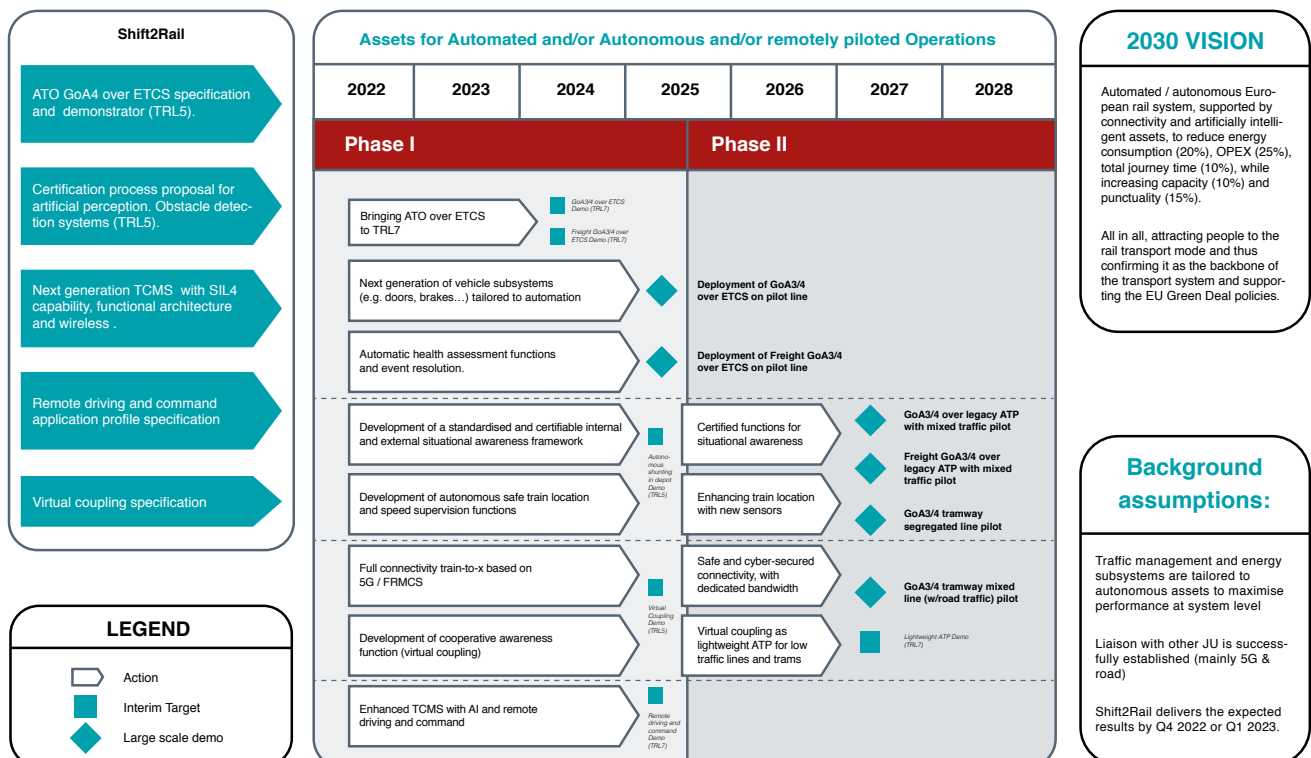 Shift2Rail
ATO GoA4 over ETCS specification
and  demonstrator (TRL5).
Certification process proposal for
artificial perception. Obstacle detec-
tion systems (TRL5).
Next generation TCMS  with SIL4
capability, functional architecture
and wireless .
Remote driving and command
application profile specification
Virtual coupling specification
LEGEND
Action
Interim Target
Large scale demo
Assets for Automated and/or Autonomous and/or remotely piloted Operations
2022 2023 2024 2025 2026 2027 2028
Phase I
Phase II
Bringing ATO over ETCS
to TRL7
GoA3/4 over ETCS
Demo (TRL7)
Freight GoA3/4 over
ETCS Demo (TRL7)
Next generation of vehicle subsystems
(e.g. doors, brakes…) tailored to automation
Deployment of GoA3/4
over ETCS on pilot line
Automatic health assessment functions
and event resolution.
Deployment of Freight GoA3/4
over ETCS on pilot line
Development of a standardised and certifiable internal
and external situational awareness framework
Autono-
mous
shunting
in depot
Demo
(TRL5)
Certified functions for
situational awareness
GoA3/4 over legacy ATP
with mixed traffic pilot
Freight GoA3/4 over
legacy ATP with mixed
traffic pilot
Development of autonomous safe train location
and speed supervision functions
Enhancing train location
with new sensors
GoA3/4 tramway
segregated line pilot
Full connectivity train-to-x based on
5G / FRMCS
Virtual
Coupling
Demo
(TRL5)
Safe and cyber-secured
connectivity, with
dedicated bandwidth
GoA3/4 tramway mixed
line (w/road traffic) pilot
Development of cooperative awareness
function (virtual coupling)
Virtual coupling as
lightweight ATP for low
traffic lines and trams
Lightweight ATP Demo
(TRL7)
Enhanced TCMS with AI and remote
driving and command
Remote
driving and
command
Demo
(TRL7)
2030 VISION
Automated / autonomous Euro-
pean rail system, supported by
connectivity and artificially intelli-
gent assets, to reduce energy
consumption (20%), OPEX (25%),
total journey time (10%), while
increasing capacity (10%) and
punctuality (15%).
All in all, attracting people to the
rail transport mode and thus
confirming it as the backbone of
the transport system and suppor-
ting the EU Green Deal policies.
Background
assumptions:
Traffic management and energy
subsystems are tailored to
autonomous assets to maximise
performance at system level
Liaison with other JU is success-
fully established (mainly 5G &
road)
Shift2Rail delivers the expected
results by Q4 2022 or Q1 2023.